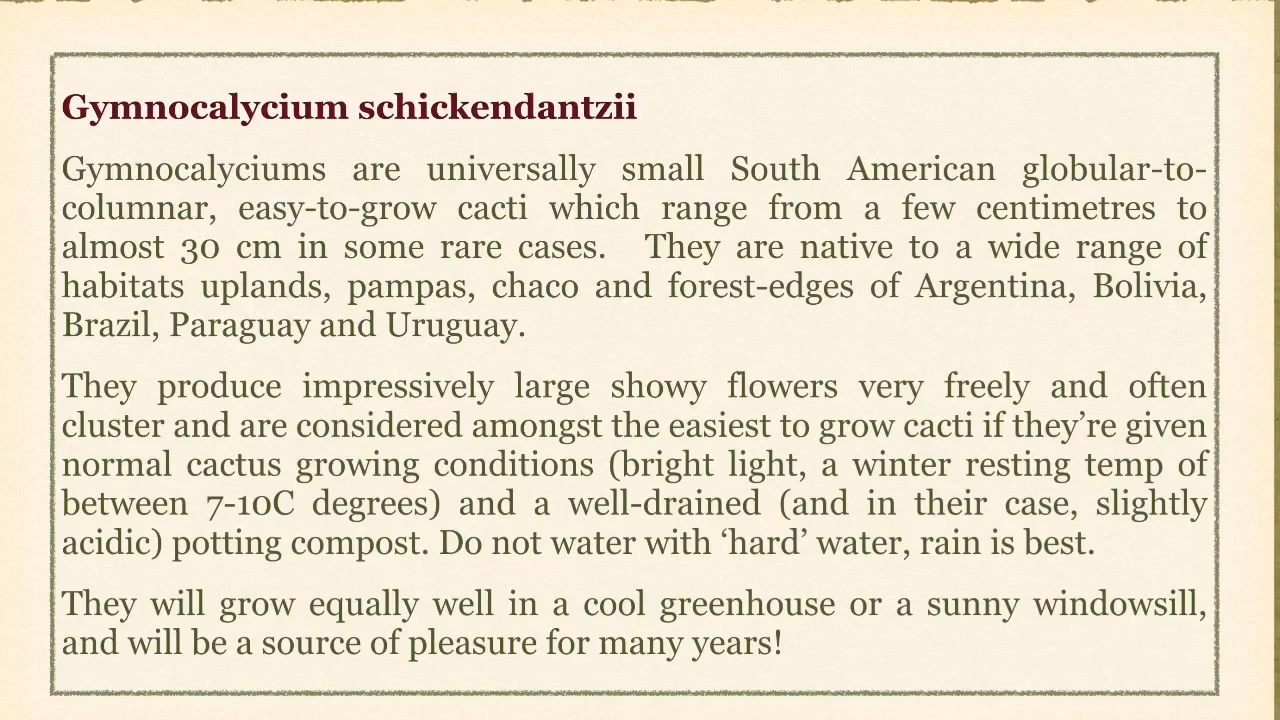 Gymnocalycium schickendantzii
Gymnocalyciums are universally small South American globular-to-
columnar, easy-to-grow cacti which range from a few centimetres to
almost 30 cm in some rare cases.  They are native to a wide range of
habitats uplands, pampas, chaco and forest-edges of Argentina, Bolivia,
Brazil, Paraguay and Uruguay.
They produce impressively large showy flowers very freely and often
cluster and are considered amongst the easiest to grow cacti if they’re given
normal cactus growing conditions (bright light, a winter resting temp of
between 7-10C degrees) and a well-drained (and in their case, slightly
acidic) potting compost. Do not water with ‘hard’ water, rain is best.
They will grow equally well in a cool greenhouse or a sunny windowsill,
and will be a source of pleasure for many years!